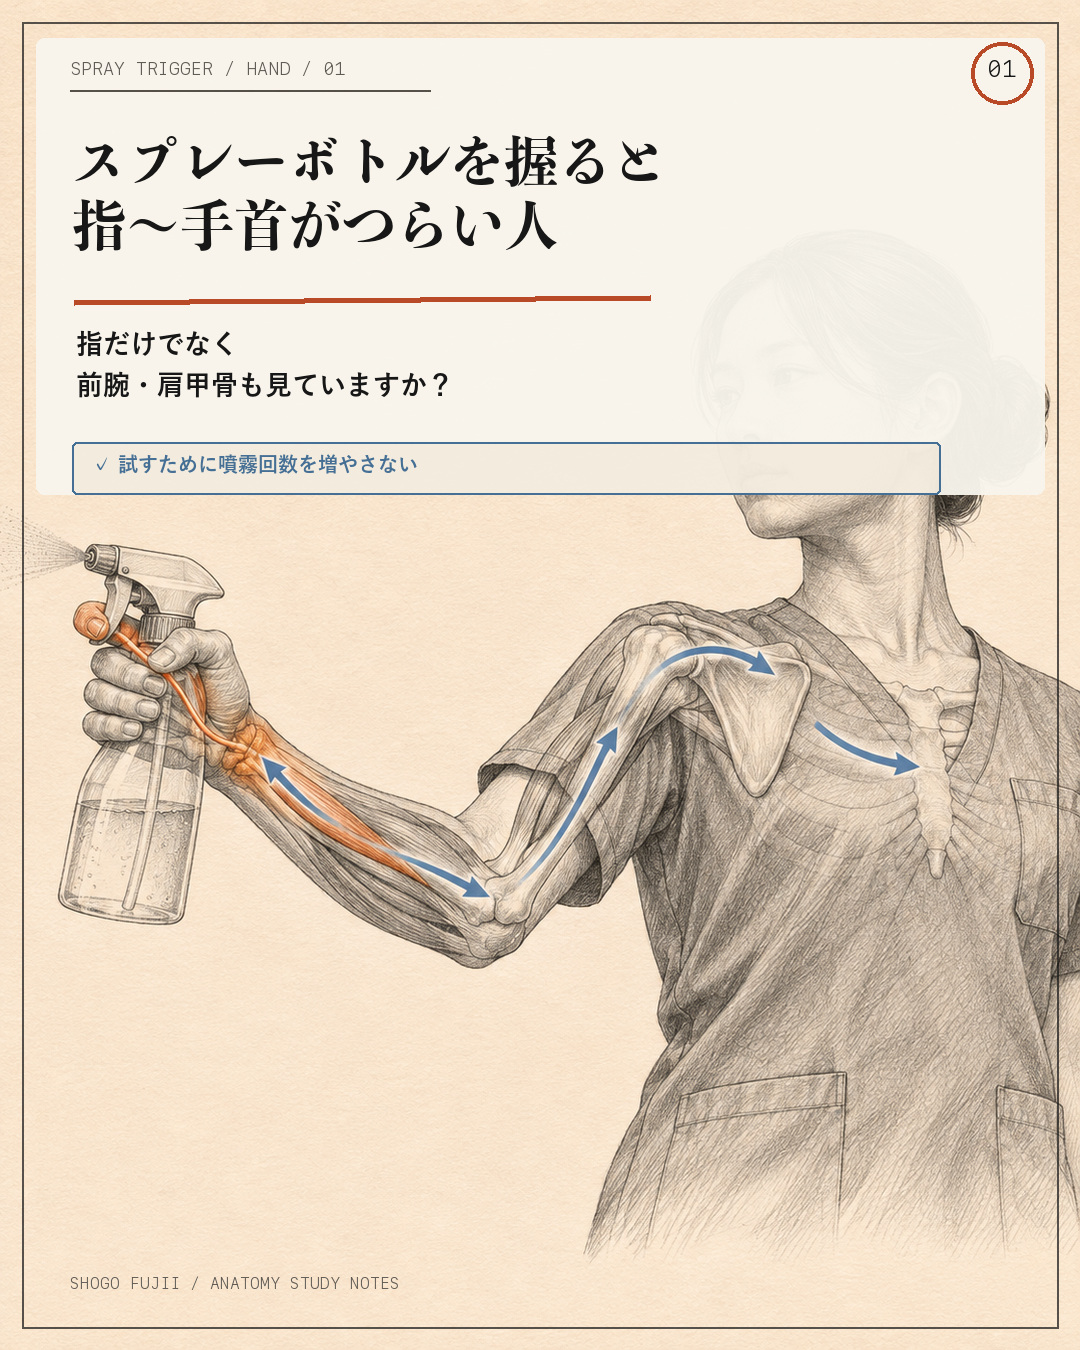 SPRAY TRIGGER / HAND / 01
01
スプレーボトルを握ると
指〜手首がつらい人
指だけでなく
前腕・肩甲骨も見ていますか？
✓ 試すために噴霧回数を増やさない
SHOGO FUJII / ANATOMY STUDY NOTES